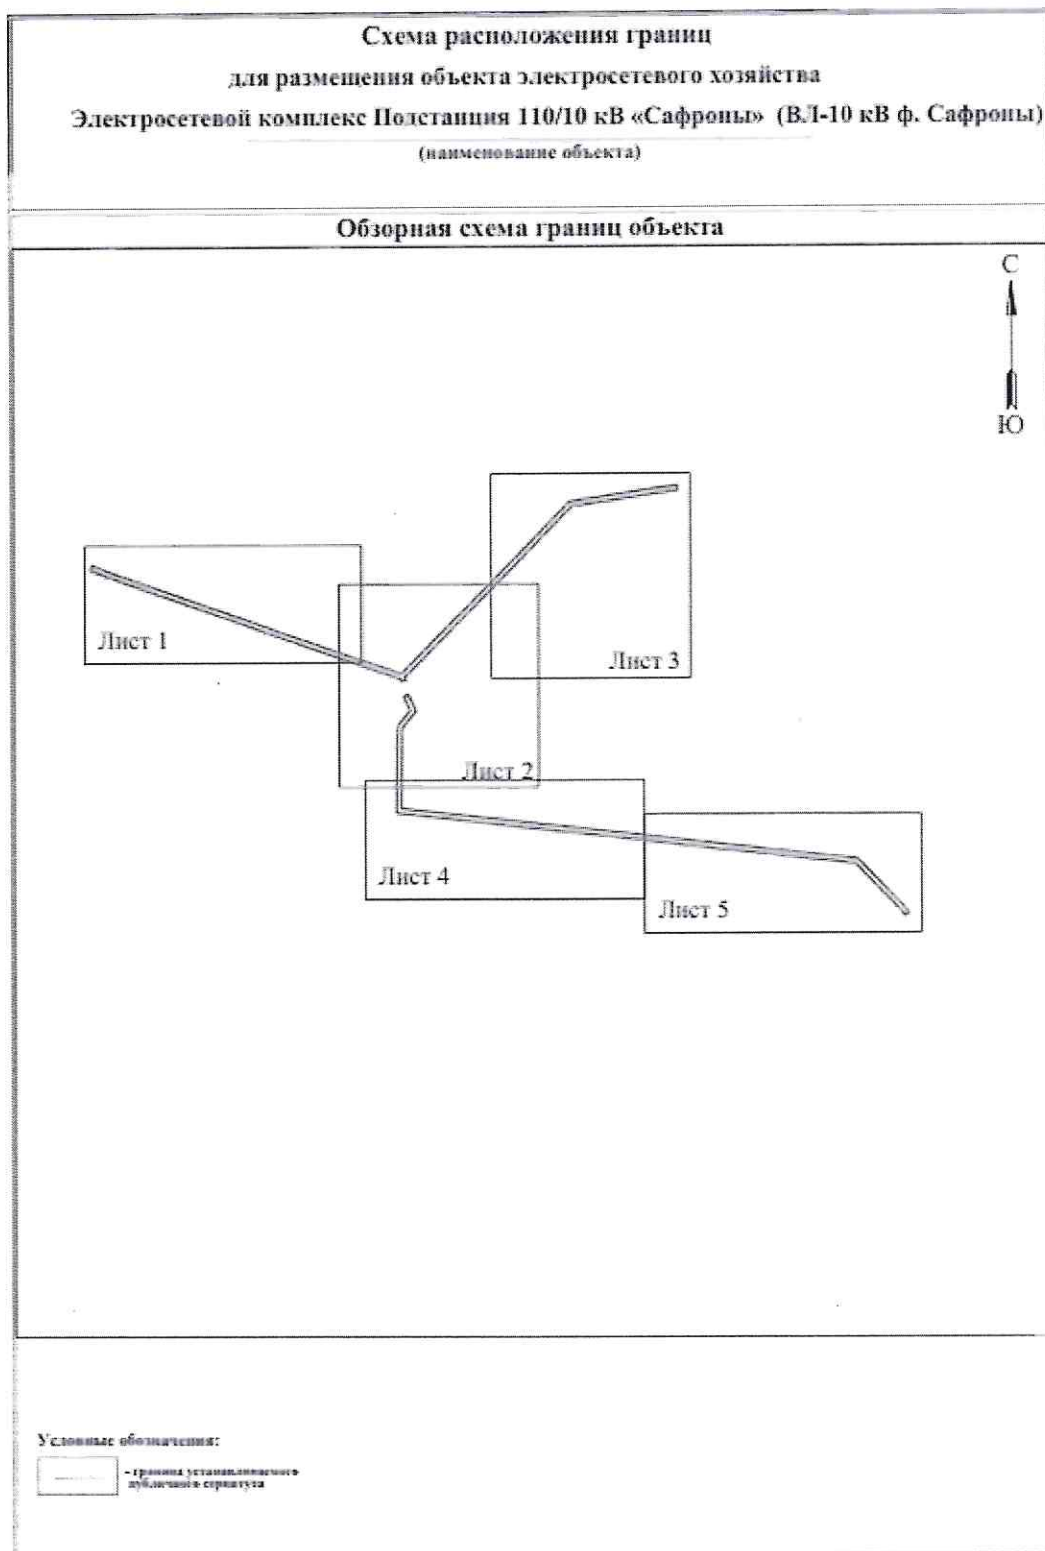 Схема расположения границ
для размещения объекта электросетевого хозяйства
Электросетевой комплекс Подстанция 110/10 кВ «Сафроны» (ВЛ-10 кВ ф. Сафроны)
(наименование объекта)
Обзорная схема границ объекта
С
Ю
Лист 1
Лист 3
Лист 2
Лист 4
Лист 5
Условные обозначения:
- граница устанавливаемого
публичного сервитута